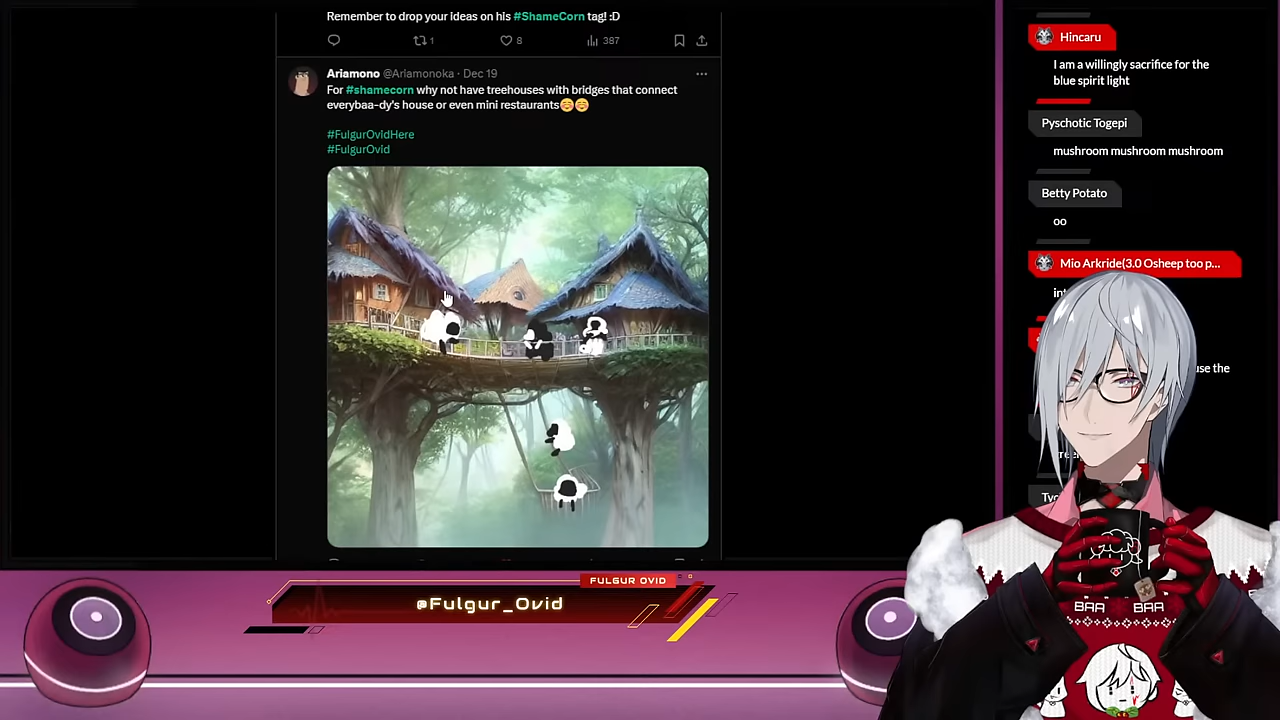 Remember to drop your ideas on his #ShameCorn tag! :D
1
8
387
Ariamono @Ariamonoka · Dec 19
For #shamecorn why not have treehouses with bridges that connect
everybaa-dy's house or even mini restaurants☺️☺️
#FulgurOvidHere
#FulgurOvid
FULGUR OVID
@Fulgur_Ovid
Hincaru
I am a willingly sacrifice for the
blue spirit light
Pyschotic Togepi
mushroom mushroom mushroom
Betty Potato
oo
Mio Arkride(3.0 Osheep too p...
the
BAA BAA